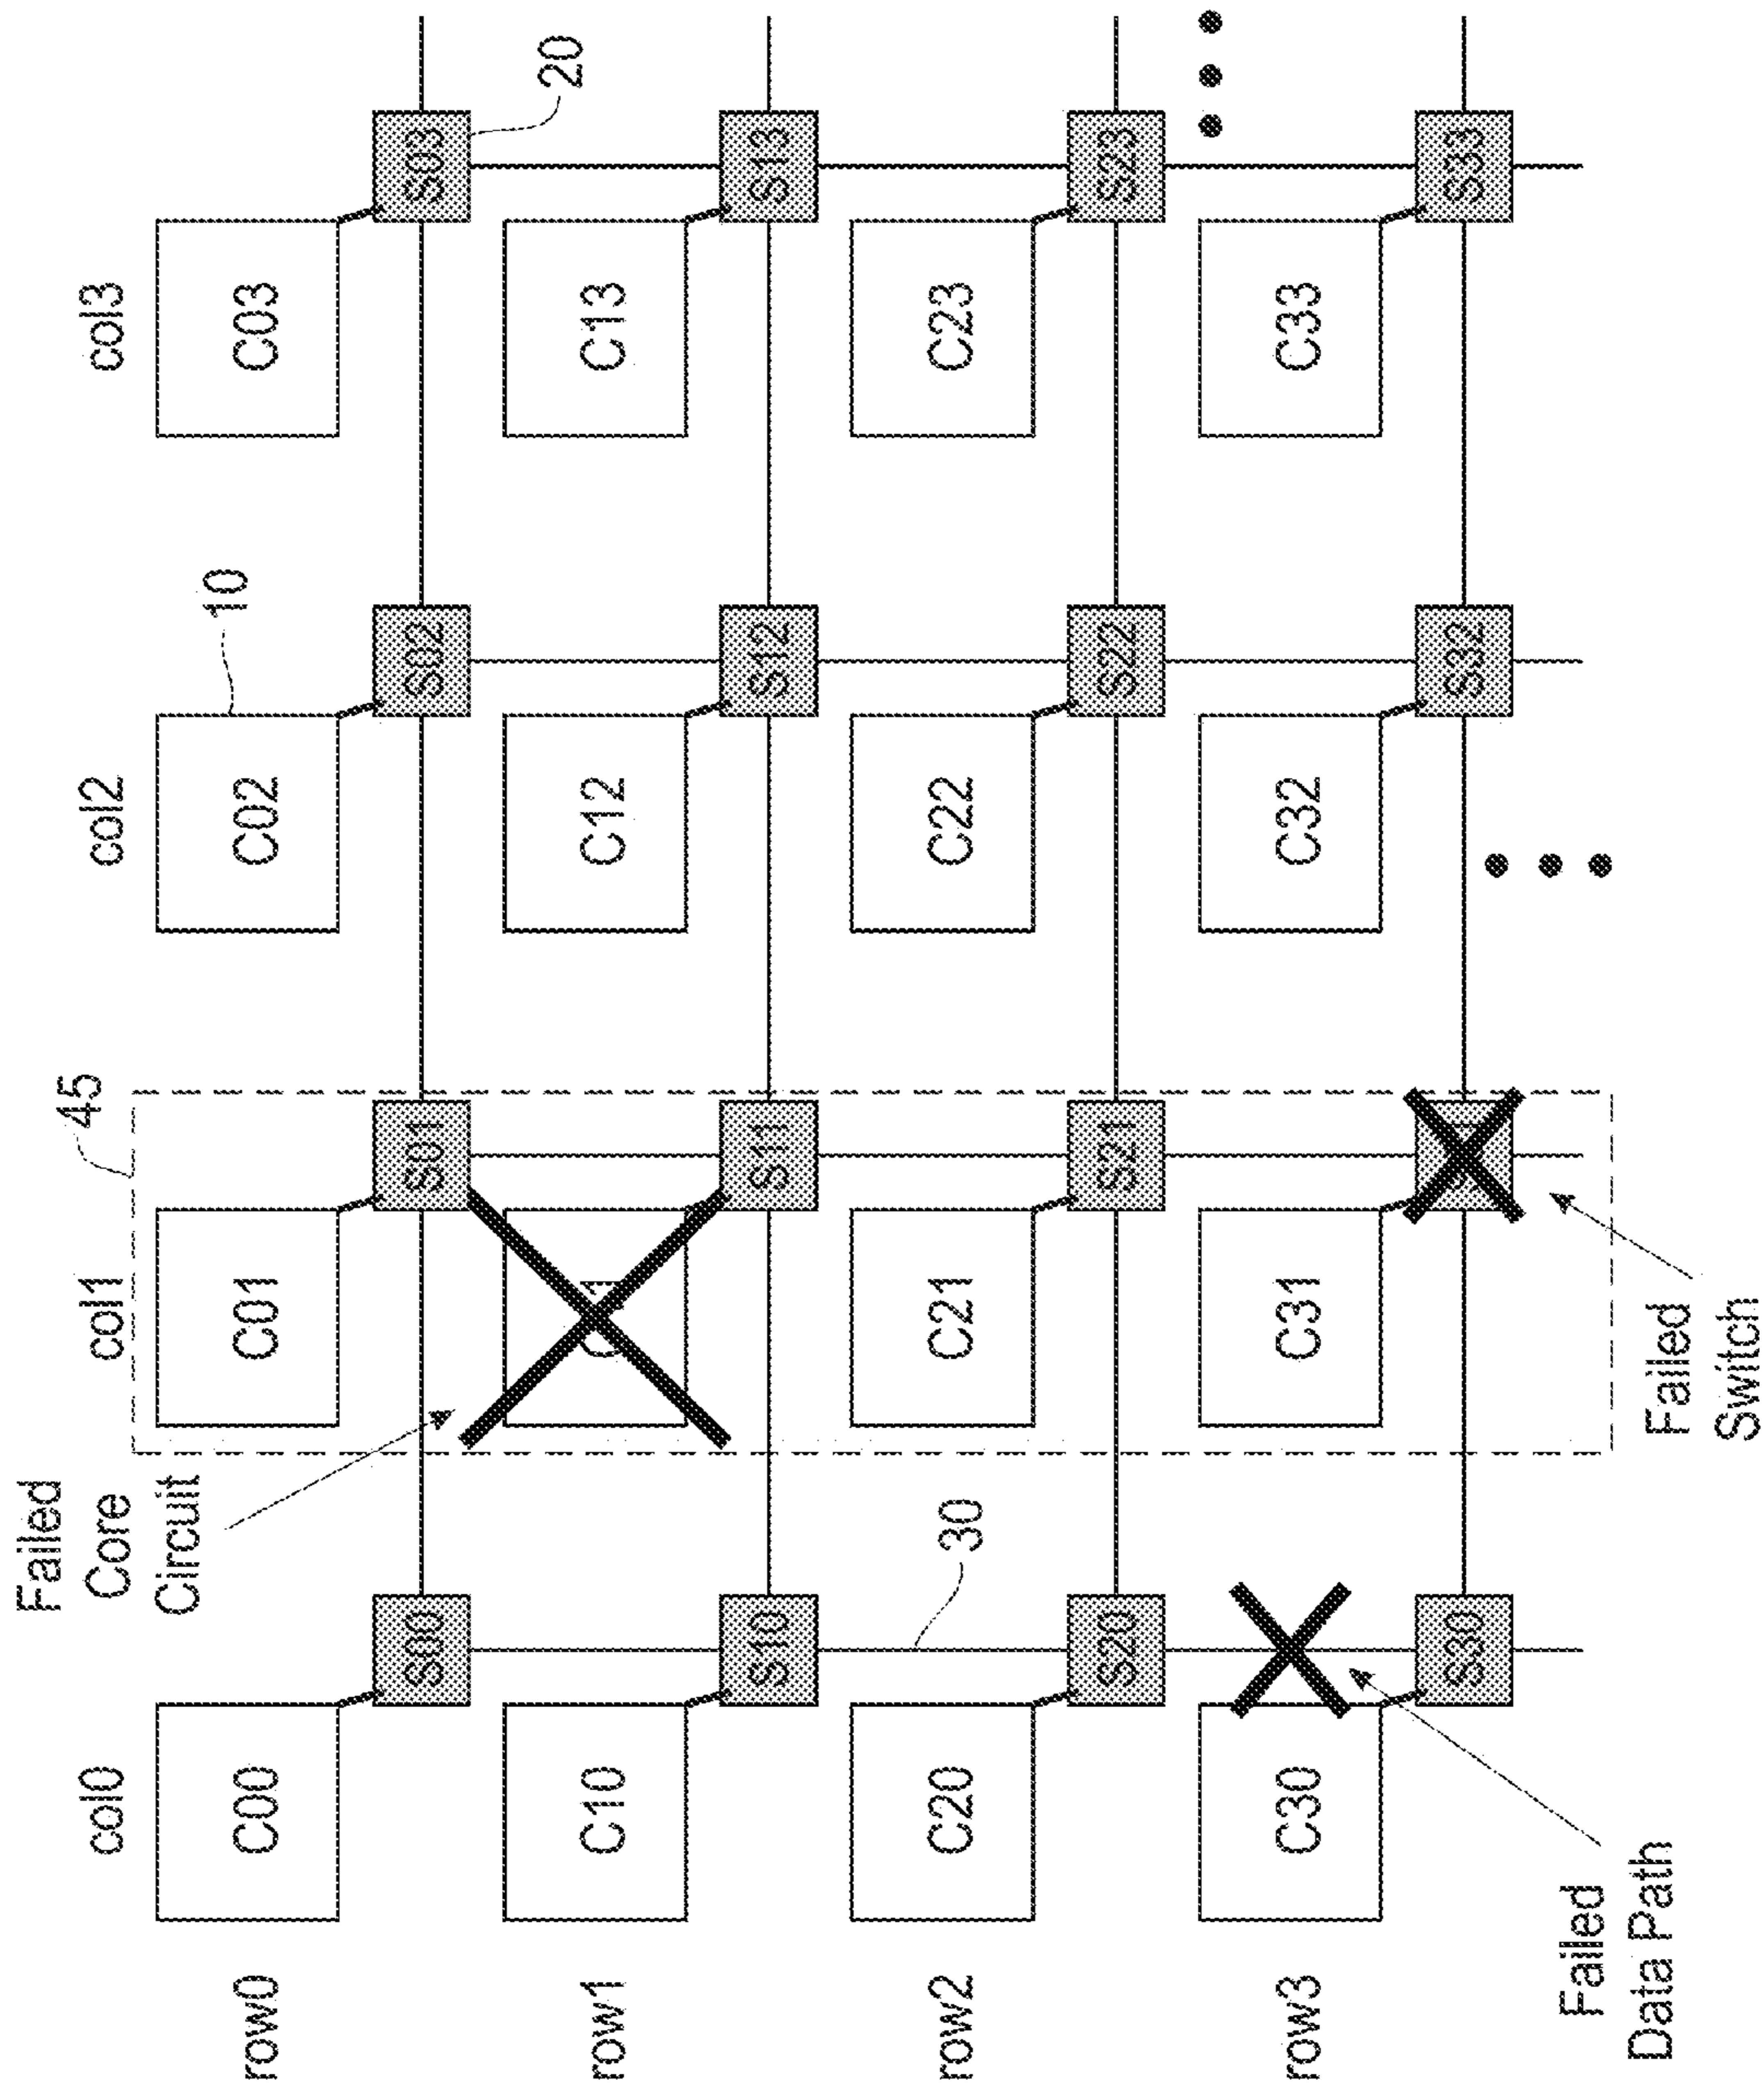 45
10
20
Failed
Core
Circuit
col0
col1
col2
col3
row0
C00
C01
C02
C03
S00
S01
S02
S03
row1
C10
C12
C13
S10
S11
S12
S13
30
row2
C20
C21
C22
C23
S20
S21
S22
S23
row3
C30
C31
C32
C33
S30
S32
S33
Failed
Data Path
Failed
Switch